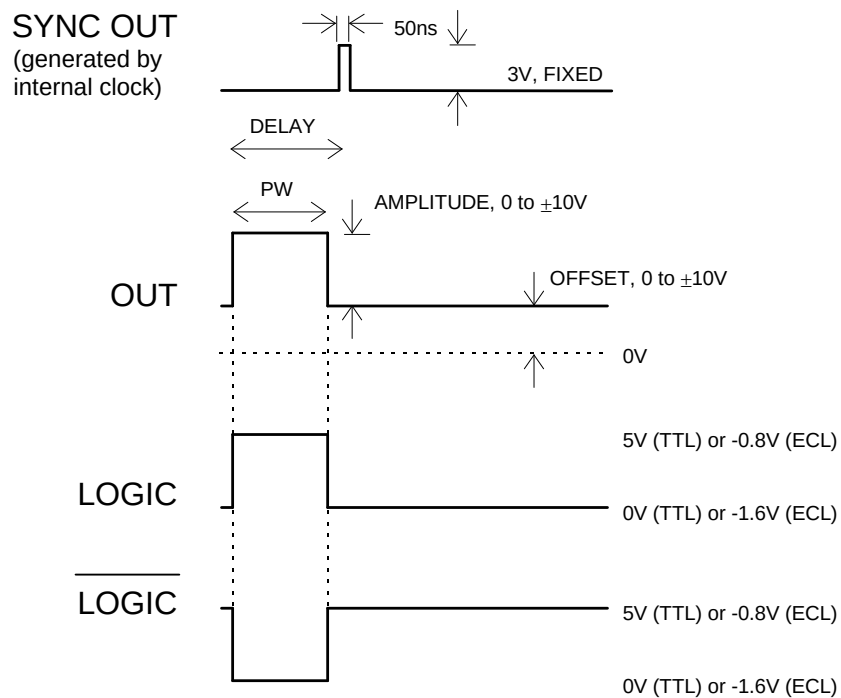 SYNC OUT
(generated by
internal clock)
50ns
3V, FIXED
DELAY
PW
AMPLITUDE, 0 to ±10V
OUT
OFFSET, 0 to ±10V
0V
5V (TTL) or -0.8V (ECL)
LOGIC
0V (TTL) or -1.6V (ECL)
LOGIC
5V (TTL) or -0.8V (ECL)
0V (TTL) or -1.6V (ECL)